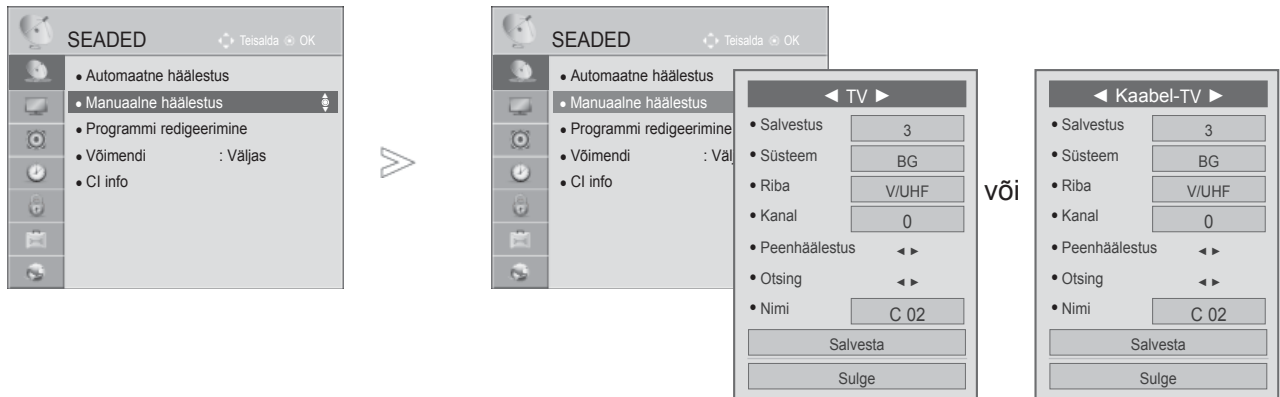 SEADED
Teisalda OK
• Automaatne häälestus
• Manuaalne häälestus
• Programmi redigeerimine
• Võimendi : Väljas
• CI info
SEADED
Teisalda OK
• Automaatne häälestus
• Manuaalne häälestus
• Programmi redigeerimine
• Võimendi : Välj
• CI info
◄ TV ►
• Salvestus 3
• Süsteem BG
• Riba V/UHF
• Kanal 0
• Peenhäälestus ◄ ►
• Otsing ◄ ►
• Nimi C 02
Salvesta
Sulge
või
◄ Kaabel-TV ►
• Salvestus 3
• Süsteem BG
• Riba V/UHF
• Kanal 0
• Peenhäälestus ◄ ►
• Otsing ◄ ►
• Nimi C 02
Salvesta
Sulge